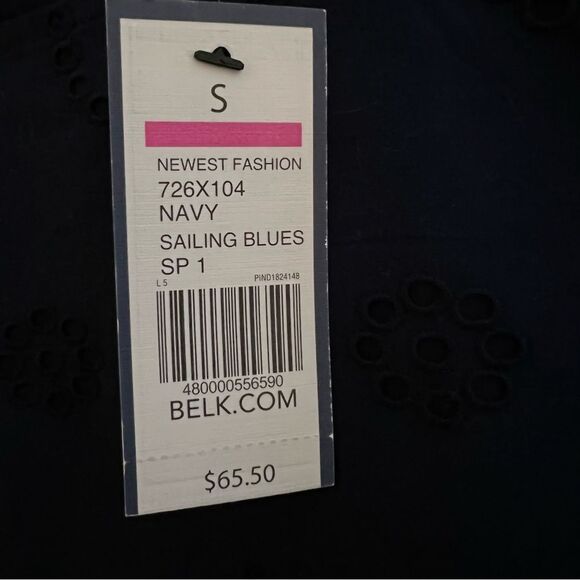 S
NEWEST FASHION
726X104
NAVY
SAILING BLUES
SP 1
L 5 PIND1824148
480000556590
BELK.COM
$65.50